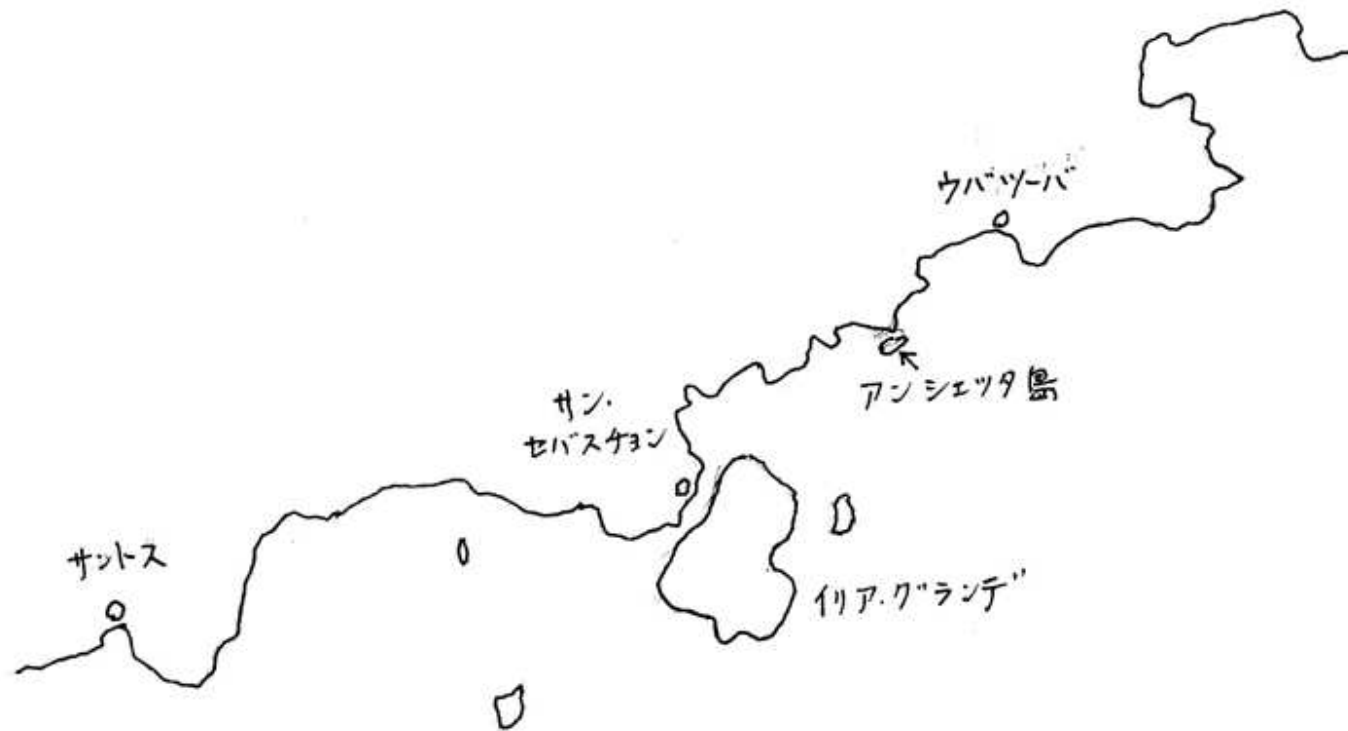 ウバツーバ
アンシエッタ島
サン・
セバスチョン
サントス
イリア・グランデ